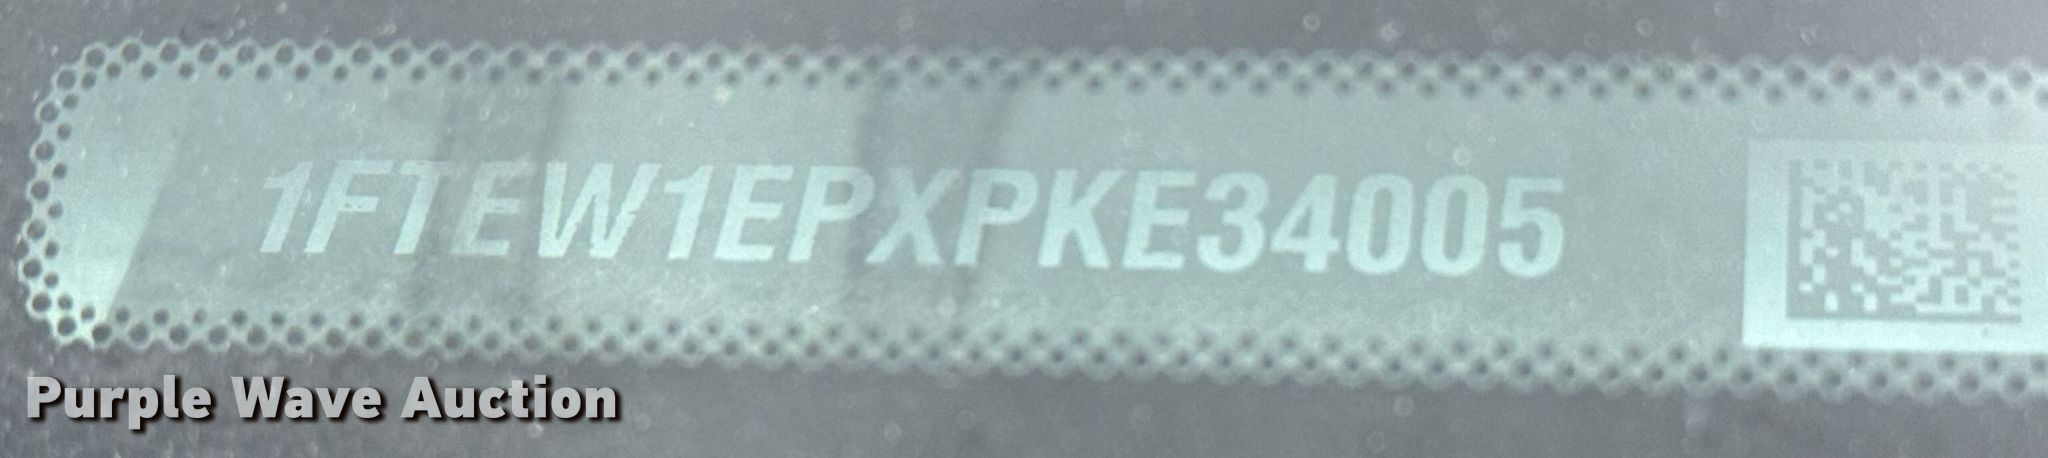 1FTEW1EPXPKE34005
Purple Wave Auction